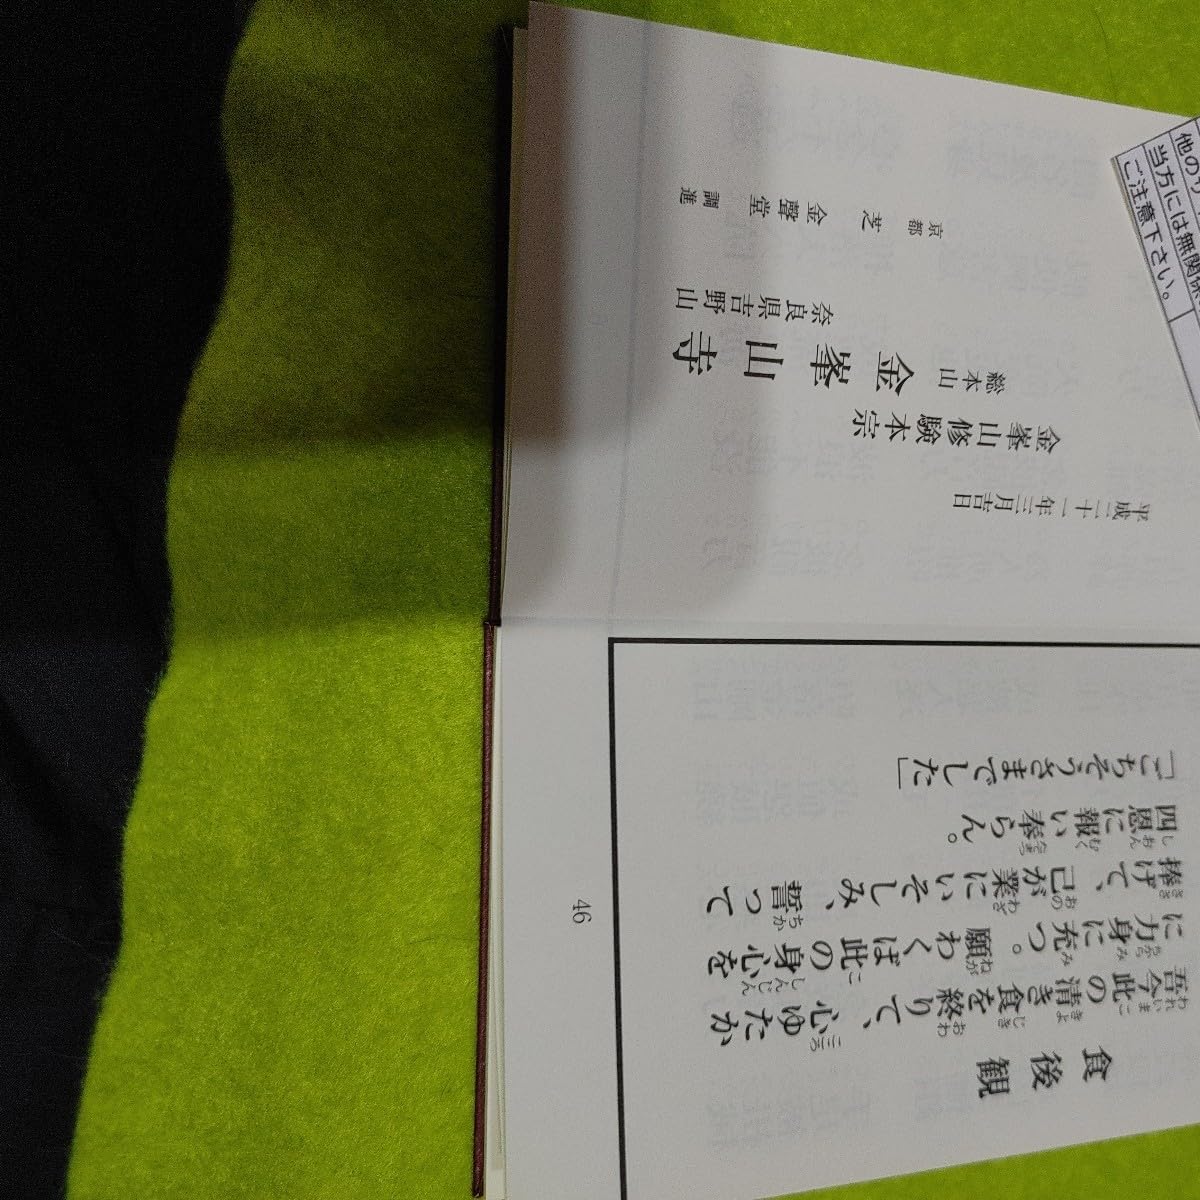 食後観
吾今此の清き食を終りて、心ゆたか
に力身に充つ。願わくば此の身心を
捧げて、己が業にいそしみ、誓って
四恩に報い奉らん。
「ごちそうさまでした」
46
平成二十一年三月吉日
金峯山修験本宗
総本山 金峯山寺
奈良県吉野山
京都 芝 金聲堂 調進
他の
当方には無関係
ご注意下さい。